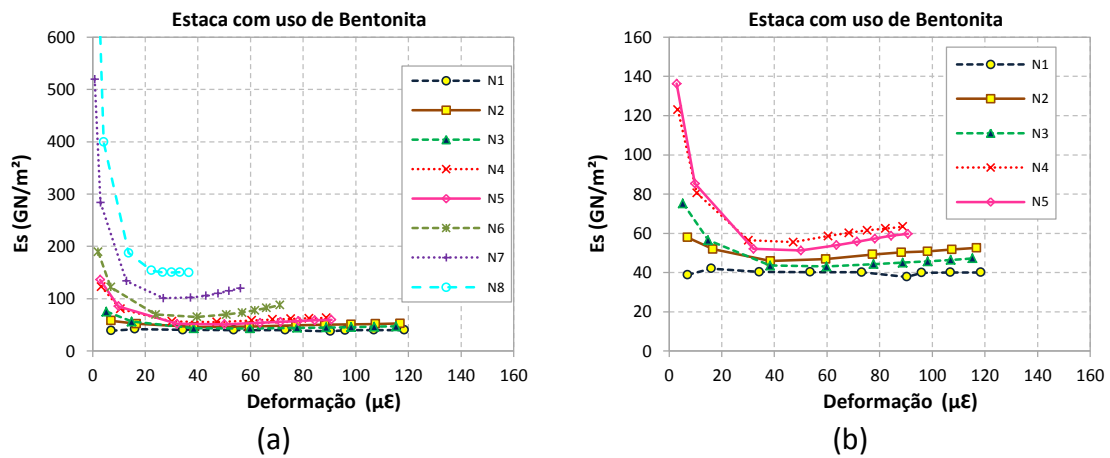 Estaca com uso de Bentonita
600
500
400
300
200
100
0
Es (GN/m²)
0 20 40 60 80 100 120 140 160
Deformação (µƐ)
N1
N2
N3
N4
N5
N6
N7
N8
(a)
Estaca com uso de Bentonita
160
140
120
100
80
60
40
20
0
Es (GN/m²)
0 20 40 60 80 100 120 140 160
Deformação (µƐ)
N1
N2
N3
N4
N5
(b)